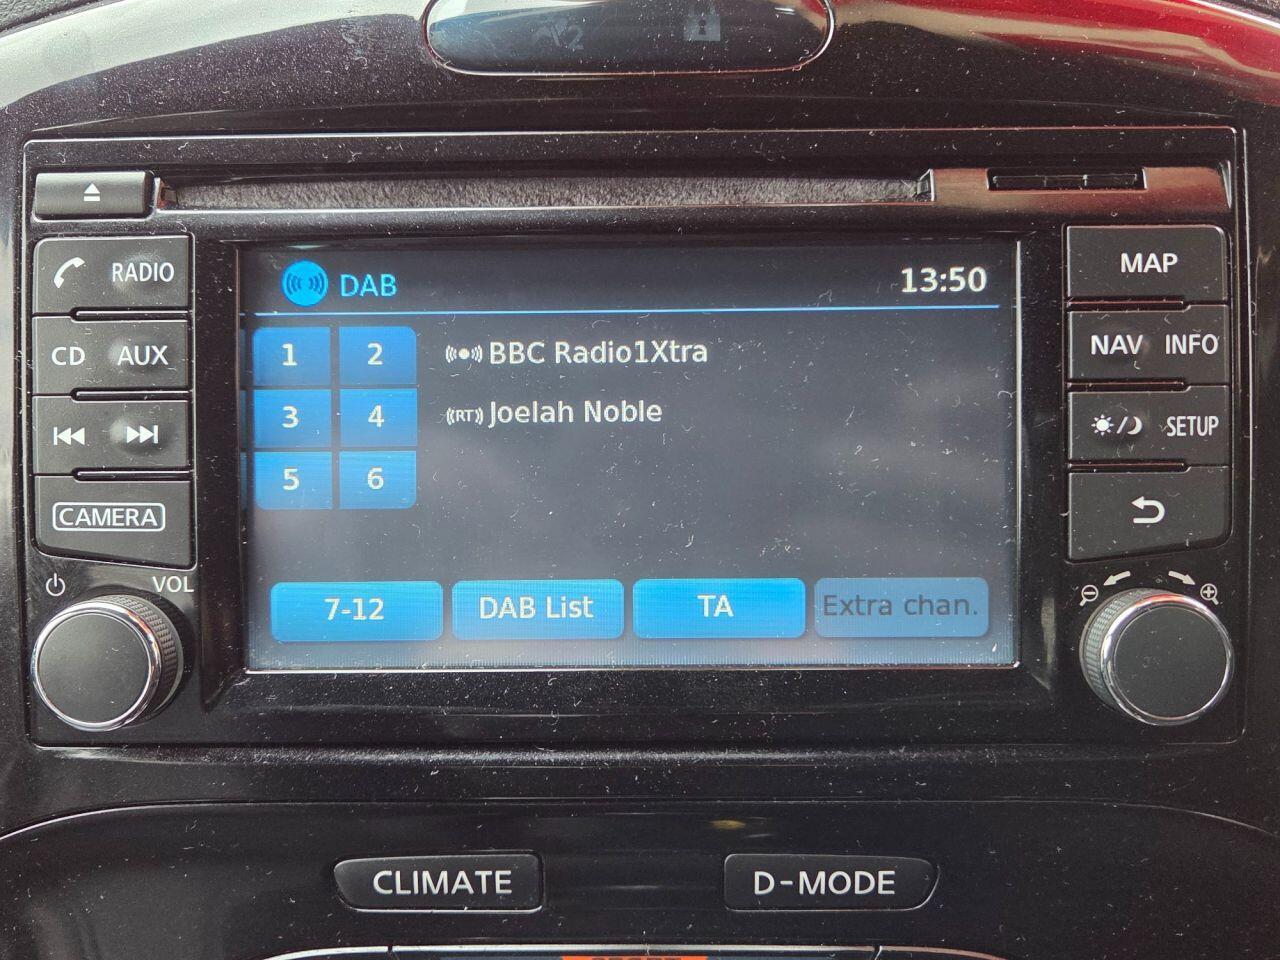 2
RADIO
CD AUX
CAMERA
VOL
DAB
13:50
1 2
3 4
5 6
BBC Radio1Xtra
RT Joelah Noble
7-12 DAB List TA Extra chan.
MAP
NAV INFO
SETUP
CLIMATE D-MODE